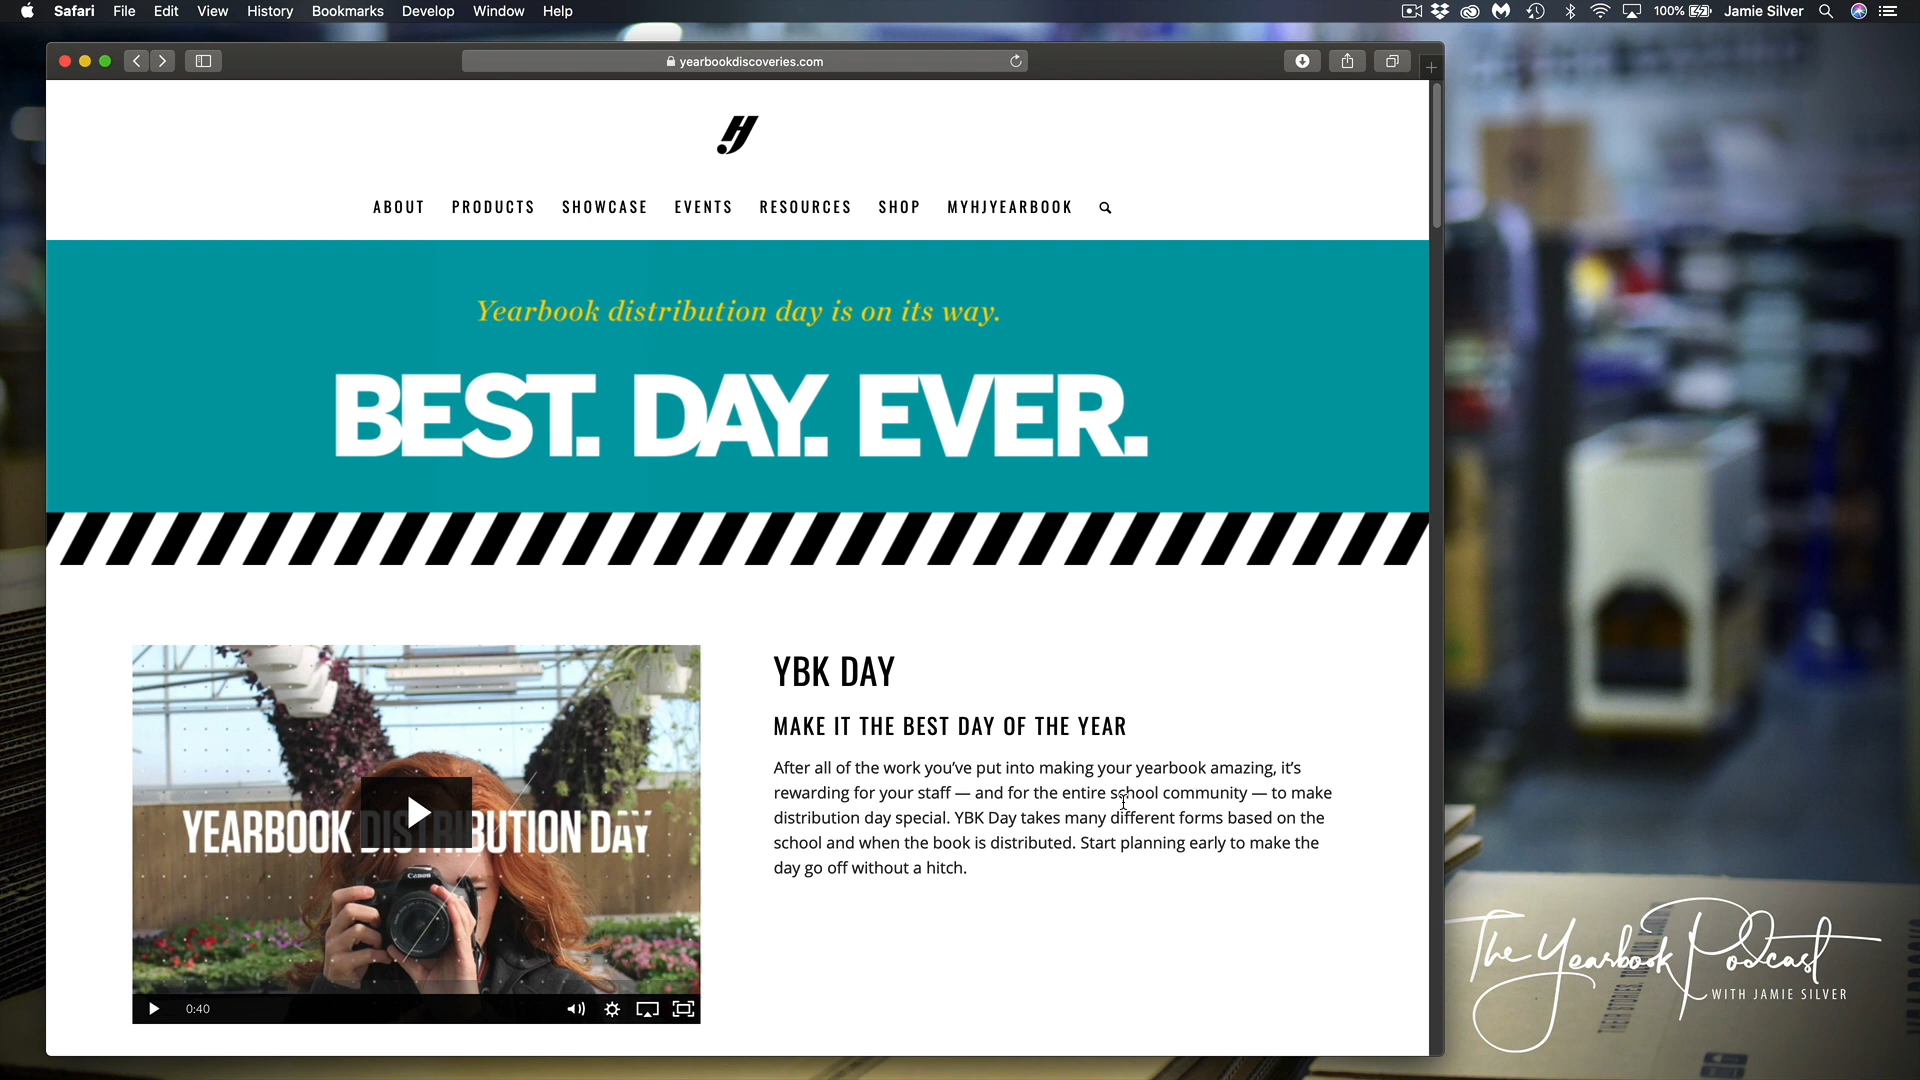 Safari File Edit View History Bookmarks Develop Window Help 100% Jamie Silver
yearbookdiscoveries.com
HJ
ABOUT PRODUCTS SHOWCASE EVENTS RESOURCES SHOP MYHJYEARBOOK
Yearbook distribution day is on its way.
BEST. DAY. EVER.
YEARBOOK DISTRIBUTION DAY
Canon
0:40
YBK DAY
MAKE IT THE BEST DAY OF THE YEAR
After all of the work you’ve put into making your yearbook amazing, it’s
rewarding for your staff — and for the entire school community — to make
distribution day special. YBK Day takes many different forms based on the
school and when the book is distributed. Start planning early to make the
day go off without a hitch.
The Yearbook Podcast
WITH JAMIE SILVER